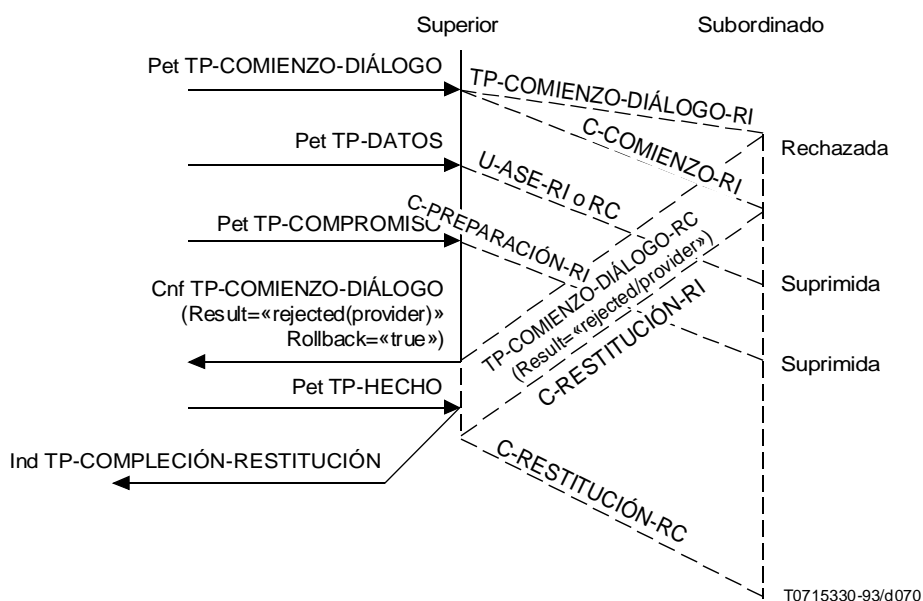 Superior
Subordinado
Pet TP-COMIENZO-DIÁLOGO
TP-COMIENZO-DIÁLOGO-RI
C-COMIENZO-RI
Rechazada
Pet TP-DATOS
U-ASE-RI o RC
C-PREPARACIÓN-RI
Pet TP-COMPROMISO
Suprimida
Cnf TP-COMIENZO-DIÁLOGO
(Result=«rejected(provider)»
Rollback=«true»)
TP-COMIENZO-DIÁLOGO-RC
(Result=«rejected/provider»)
C-RESTITUCIÓN-RI
Suprimida
Pet TP-HECHO
Ind TP-COMPLECIÓN-RESTITUCIÓN
C-RESTITUCIÓN-RC
T0715330-93/d070